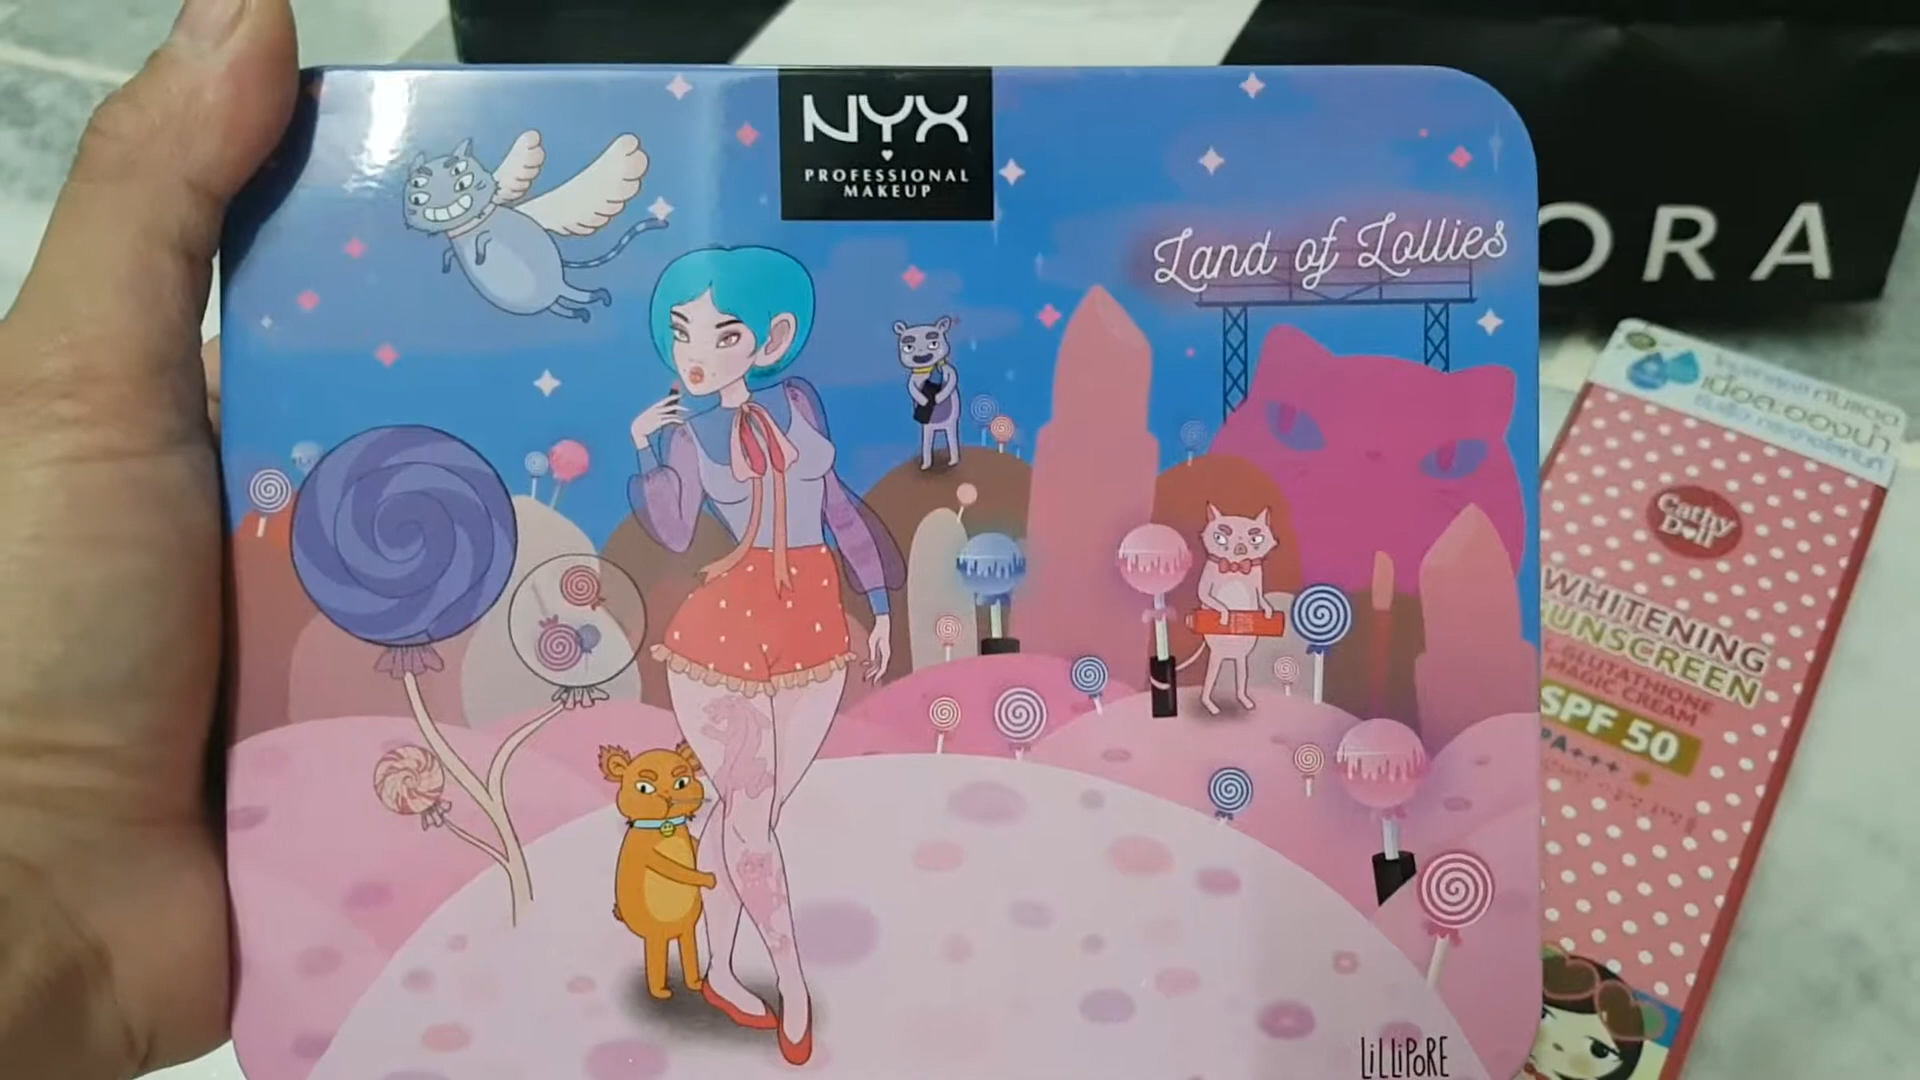 NYX
PROFESSIONAL
MAKEUP
Land of Lollies
ORA
Cathy
Doll
WHITENING
SUNSCREEN
L-GLUTATHIONE
MAGIC CREAM
SPF 50
PA+++
LiLLiPORE